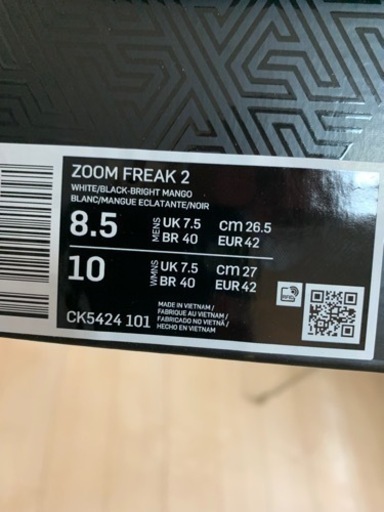 ZOOM FREAK 2
WHITE/BLACK-BRIGHT MANGO
BLANC/MANGUE ECLATANTE/NOIR
8.5 MENS UK 7.5 cm 26.5
BR 40 EUR 42
10 WMNS UK 7.5 cm 27
BR 40 EUR 42
RFID
CK5424 101
MADE IN VIETNAM /
FABRIQUE AU VIETNAM /
FABRICADO NO VIETNÃ /
HECHO EN VIETNAM